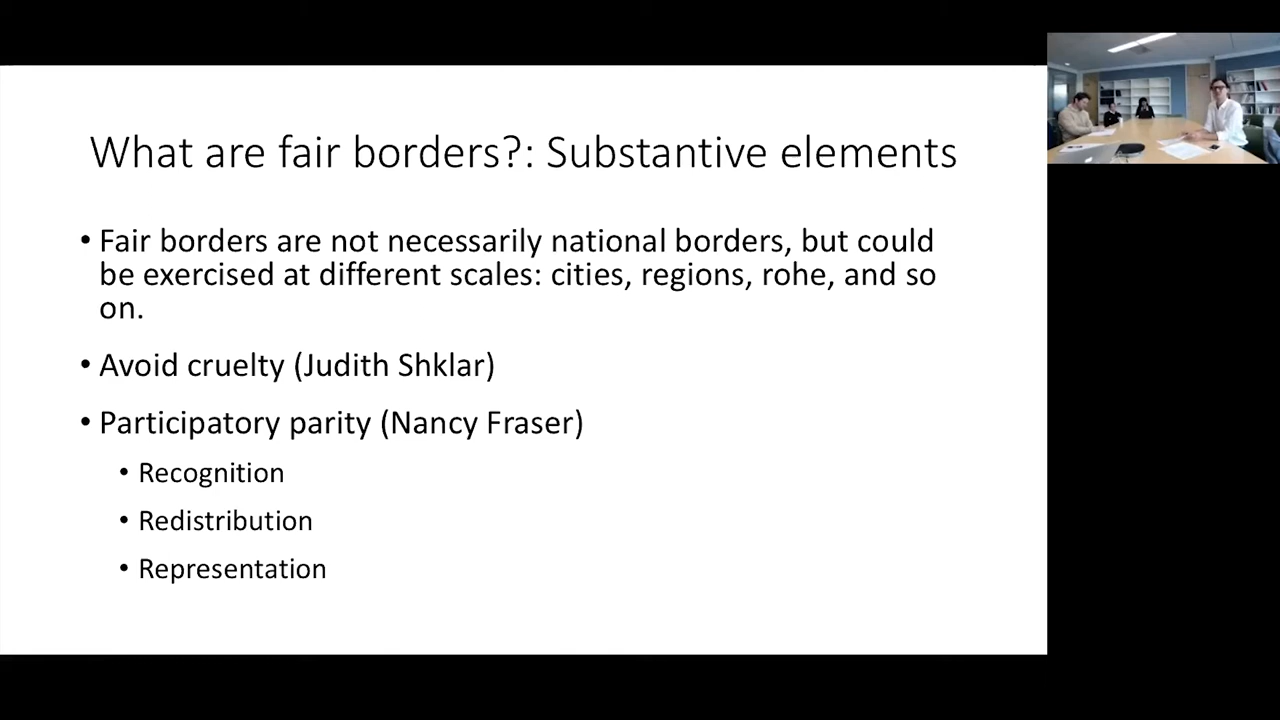 What are fair borders?: Substantive elements
• Fair borders are not necessarily national borders, but could
be exercised at different scales: cities, regions, rohe, and so
on.
• Avoid cruelty (Judith Shklar)
• Participatory parity (Nancy Fraser)
• Recognition
• Redistribution
• Representation